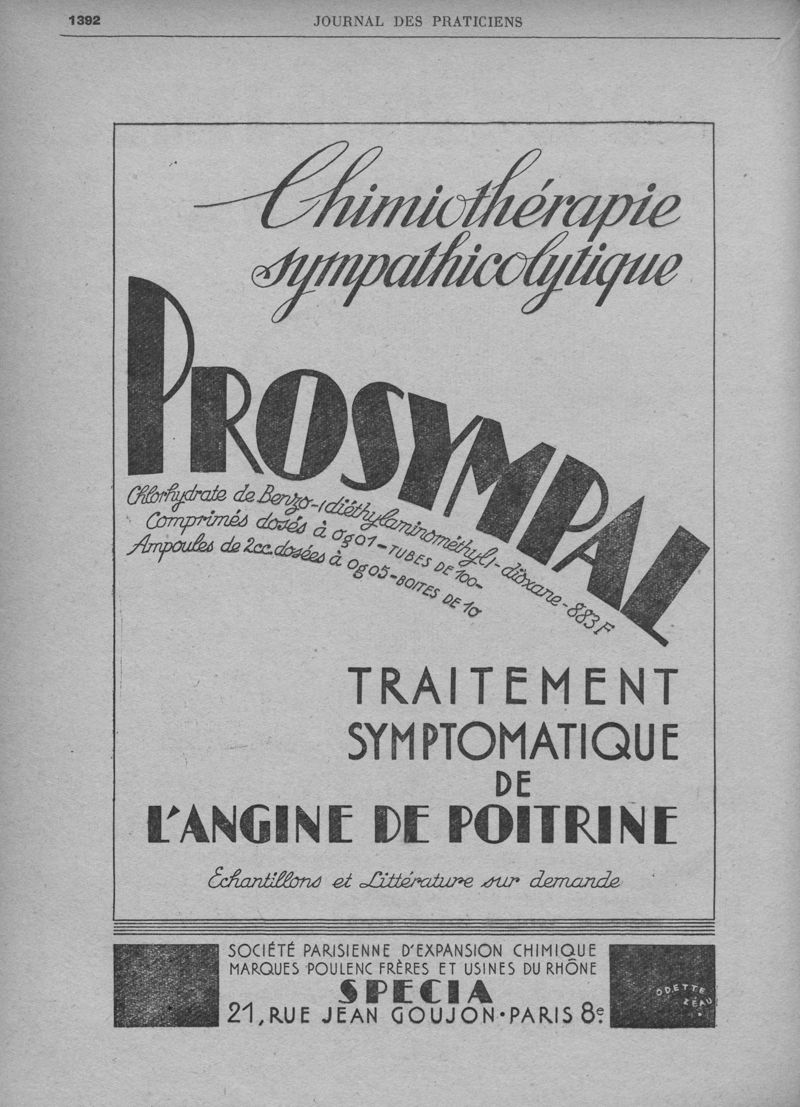 1392
JOURNAL DES PRATICIENS
Chimiothérapie
sympathicolytique
PROSYMPAL
Chlorhydrate de Benzo-(diéthylaminométhyl)-dioxane-883F
Comprimés dosés à 0g01-TUBES DE 100-
Ampoules de 2cc. dosées à 0g05-BOITES DE 10
TRAITEMENT
SYMPTOMATIQUE
DE
L'ANGINE DE POITRINE
Echantillons et Littérature sur demande
SOCIÉTÉ PARISIENNE D'EXPANSION CHIMIQUE
MARQUES POULENC FRÈRES ET USINES DU RHÔNE
SPECIA
21, RUE JEAN GOUJON·PARIS 8e.
ODETTE
ZÉAU